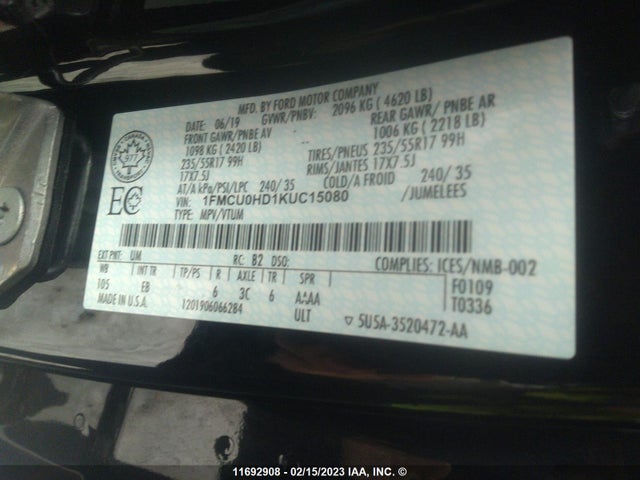 MFD. BY FORD MOTOR COMPANY
DATE: 06/19 GVWR/PNBV: 2096 KG ( 4620 LB)
FRONT GAWR/PNBE AV REAR GAWR/ PNBE AR
1098 KG ( 2420 LB) 1006 KG ( 2218 LB)
235/55R17 99H TIRES/PNEUS 235/55R17 99H
17X7.5J RIMS/JANTES 17X7.5J
AT/A kPa/PSI/LPC 240/ 35 COLD/A FROID 240/ 35
VIN: 1FMCU0HD1KUC15080 /JUMELEES
TYPE: MPV/VTUM
CANADA
977
EC
EXT PNT: UM RC: B2 DSO: COMPLIES: ICES/NMB-002
WB INT TR TP/PS R AXLE TR SPR F0109
105 EB 6 3C 6 AAAA T0336
MADE IN U.S.A. 1201906066284 ULT 5U5A-3520472-AA
11692908 - 02/15/2023 IAA, INC. ©